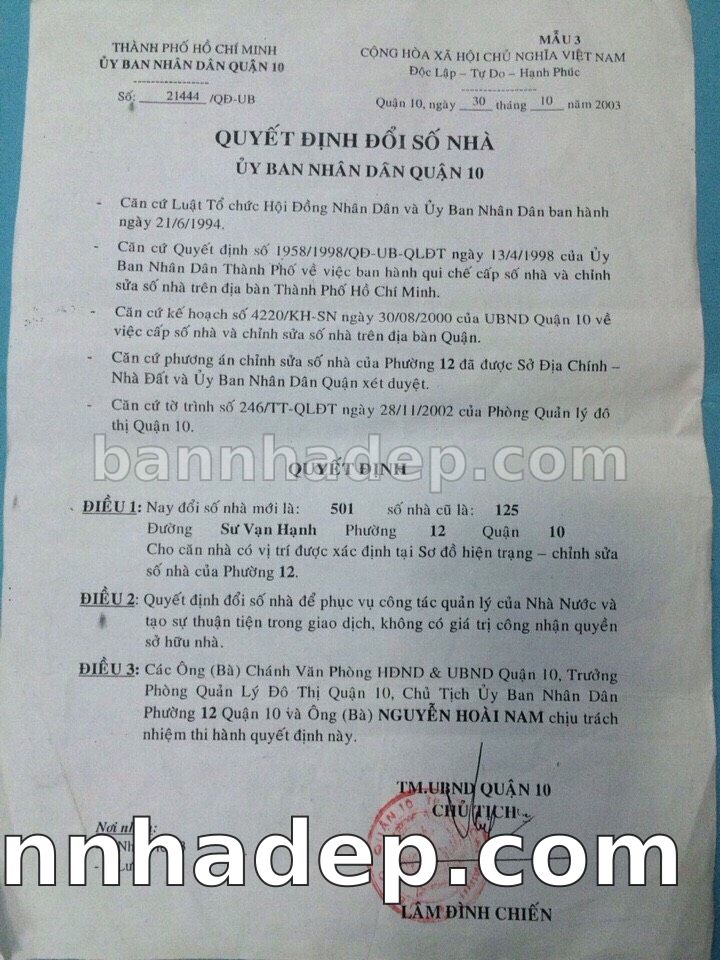 MẪU 3
THÀNH PHỐ HỒ CHÍ MINH
ỦY BAN NHÂN DÂN QUẬN 10
CỘNG HÒA XÃ HỘI CHỦ NGHĨA VIỆT NAM
Độc Lập – Tự Do – Hạnh Phúc
Số: 21444 /QĐ-UB
Quận 10, ngày 30 tháng 10 năm 2003
QUYẾT ĐỊNH ĐỔI SỐ NHÀ
ỦY BAN NHÂN DÂN QUẬN 10
- Căn cứ Luật Tổ chức Hội Đồng Nhân Dân và Ủy Ban Nhân Dân ban hành
ngày 21/6/1994.
- Căn cứ Quyết định số 1958/1998/QĐ-UB-QLĐT ngày 13/4/1998 của Ủy
Ban Nhân Dân Thành Phố về việc ban hành qui chế cấp số nhà và chỉnh
sửa số nhà trên địa bàn Thành Phố Hồ Chí Minh.
- Căn cứ kế hoạch số 4220/KH-SN ngày 30/08/2000 của UBND Quận 10 về
việc cấp số nhà và chỉnh sửa số nhà trên địa bàn Quận.
- Căn cứ phương án chỉnh sửa số nhà của Phường 12 đã được Sở Địa Chính –
Nhà Đất và Ủy Ban Nhân Dân Quận xét duyệt.
- Căn cứ tờ trình số 246/TT-QLĐT ngày 28/11/2002 của Phòng Quản lý đô
thị Quận 10.
bannhadep.com
QUYẾT ĐỊNH
ĐIỀU 1: Nay đổi số nhà mới là: 501 số nhà cũ là: 125
Đường Sư Vạn Hạnh Phường 12 Quận 10
Cho căn nhà có vị trí được xác định tại Sơ đồ hiện trạng – chỉnh sửa
số nhà của Phường 12.
ĐIỀU 2: Quyết định đổi số nhà để phục vụ công tác quản lý của Nhà Nước và
tạo sự thuận tiện trong giao dịch, không có giá trị công nhận quyền
sở hữu nhà.
ĐIỀU 3: Các Ông (Bà) Chánh Văn Phòng HĐND & UBND Quận 10, Trưởng
Phòng Quản Lý Đô Thị Quận 10, Chủ Tịch Ủy Ban Nhân Dân
Phường 12 Quận 10 và Ông (Bà) NGUYỄN HOÀI NAM chịu trách
nhiệm thi hành quyết định này.
TM.UBND QUẬN 10
CHỦ TỊCH
Nơi
nnhadep.com
LÂM ĐÌNH CHIẾN